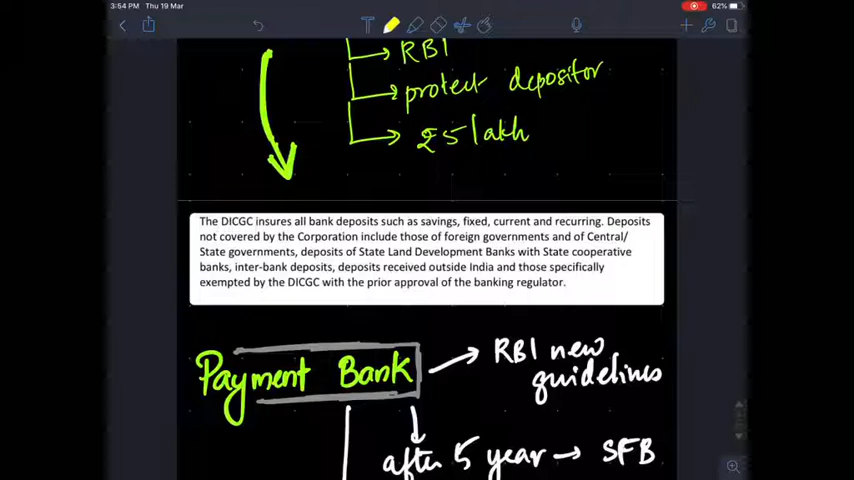 3:54 PM Thu 19 Mar
62%
RBI
protect depositor
₹5 lakh
The DICGC insures all bank deposits such as savings, fixed, current and recurring. Deposits
not covered by the Corporation include those of foreign governments and of Central/
State governments, deposits of State Land Development Banks with State cooperative
banks, inter-bank deposits, deposits received outside India and those specifically
exempted by the DICGC with the prior approval of the banking regulator.
Payment Bank
RBI new
guidelines
after 5 year → SFB